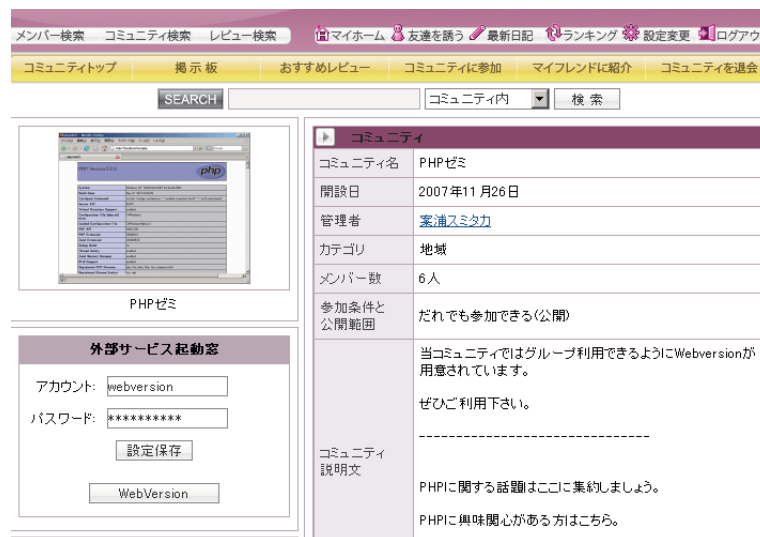 メンバー検索 コミュニティ検索 レビュー検索 マイホーム 友達を誘う 最新日記 ランキング 設定変更 ログアウ
コミュニティトップ 掲示板 おすすめレビュー コミュニティに参加 マイフレンドに紹介 コミュニティを退会
SEARCH コミュニティ内 検索
php
PHPゼミ
外部サービス起動窓
アカウント: webversion
パスワード: **********
設定保存
WebVersion
コミュニティ
コミュニティ名 PHPゼミ
開設日 2007年11月26日
管理者 案浦スミタカ
カテゴリ 地域
メンバー数 6人
参加条件と
公開範囲
だれでも参加できる(公開)
コミュニティ
説明文
当コミュニティではグループ利用できるようにWebversionが
用意されています。
ぜひご利用下さい。
-------------------------------
PHPに関する話題はここに集約しましょう。
PHPに興味関心がある方はこちら。